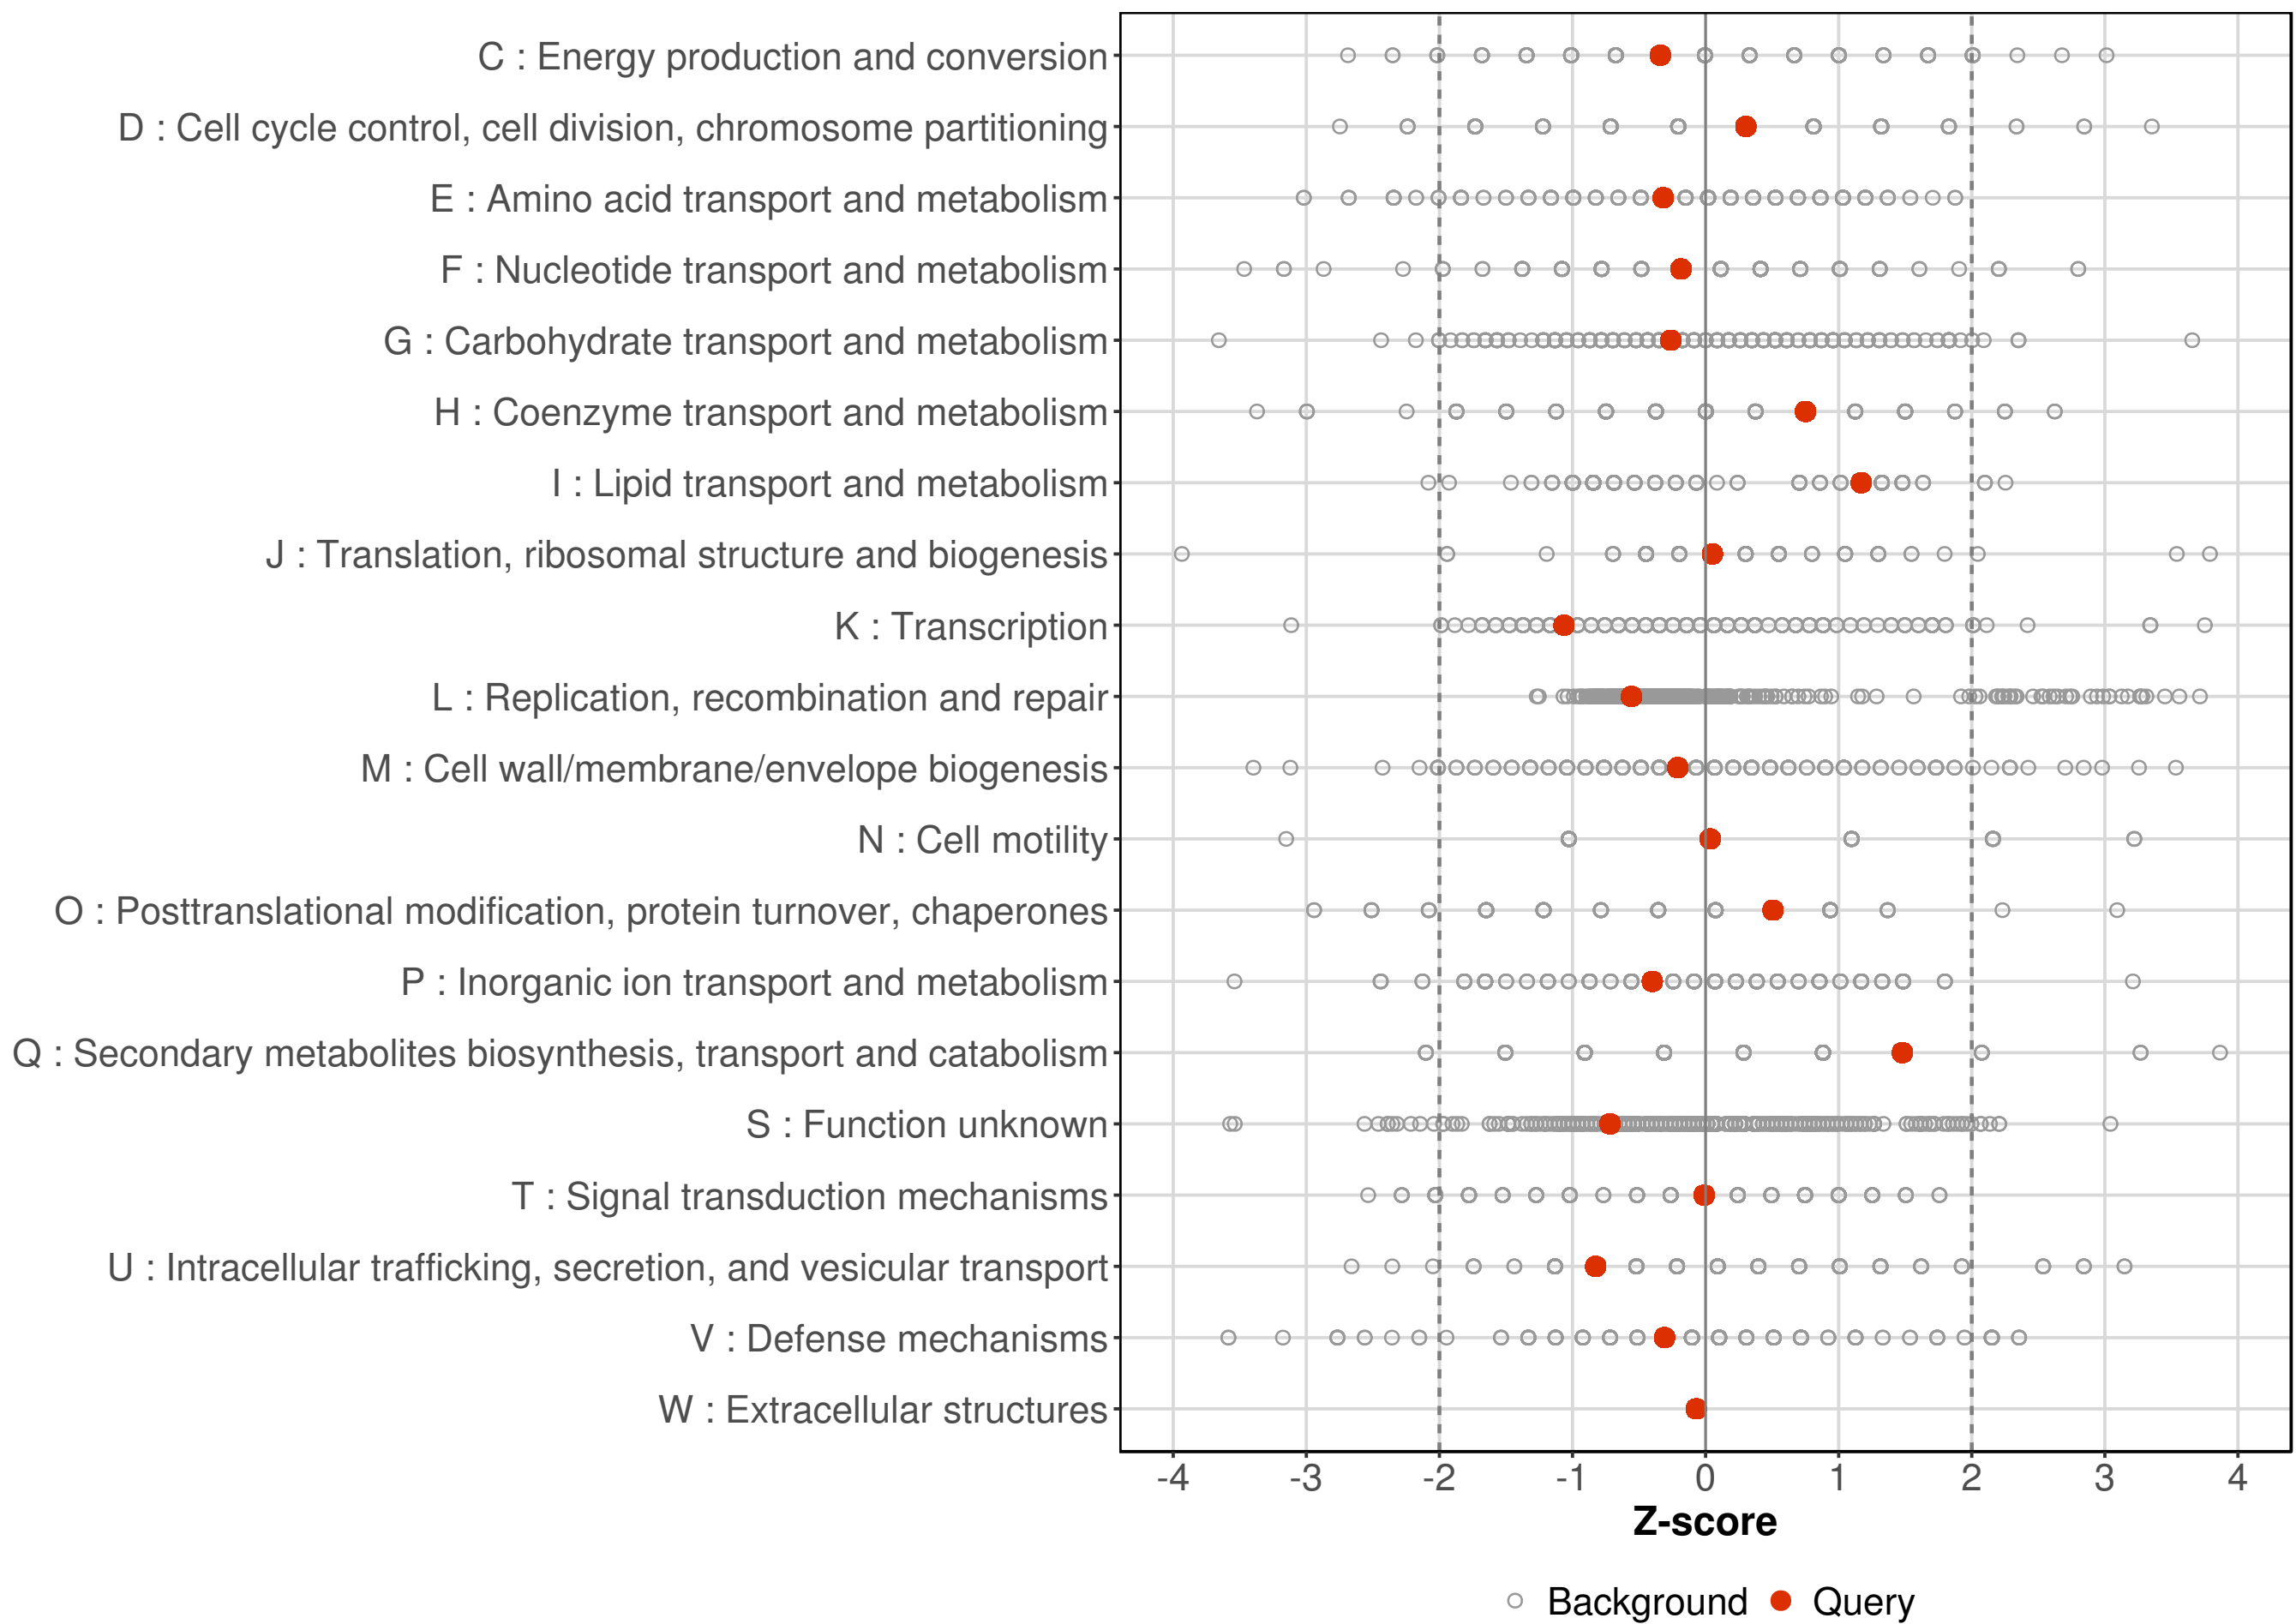 C : Energy production and conversion
D : Cell cycle control, cell division, chromosome partitioning
E : Amino acid transport and metabolism
F : Nucleotide transport and metabolism
G : Carbohydrate transport and metabolism
H : Coenzyme transport and metabolism
I : Lipid transport and metabolism
J : Translation, ribosomal structure and biogenesis
K : Transcription
L : Replication, recombination and repair
M : Cell wall/membrane/envelope biogenesis
N : Cell motility
O : Posttranslational modification, protein turnover, chaperones
P : Inorganic ion transport and metabolism
Q : Secondary metabolites biosynthesis, transport and catabolism
S : Function unknown
T : Signal transduction mechanisms
U : Intracellular trafficking, secretion, and vesicular transport
V : Defense mechanisms
W : Extracellular structures
-4 -3 -2 -1 0 1 2 3 4
Z-score
Background Query